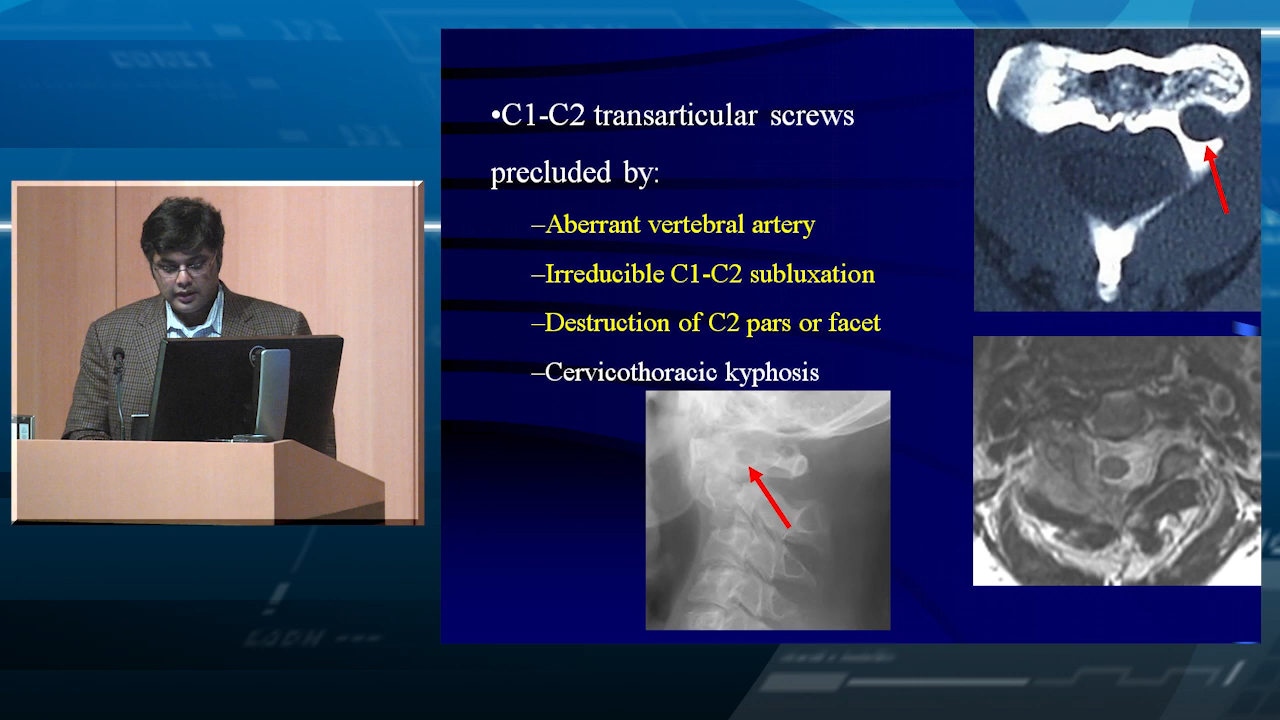 •C1-C2 transarticular screws
precluded by:
–Aberrant vertebral artery
–Irreducible C1-C2 subluxation
–Destruction of C2 pars or facet
–Cervicothoracic kyphosis